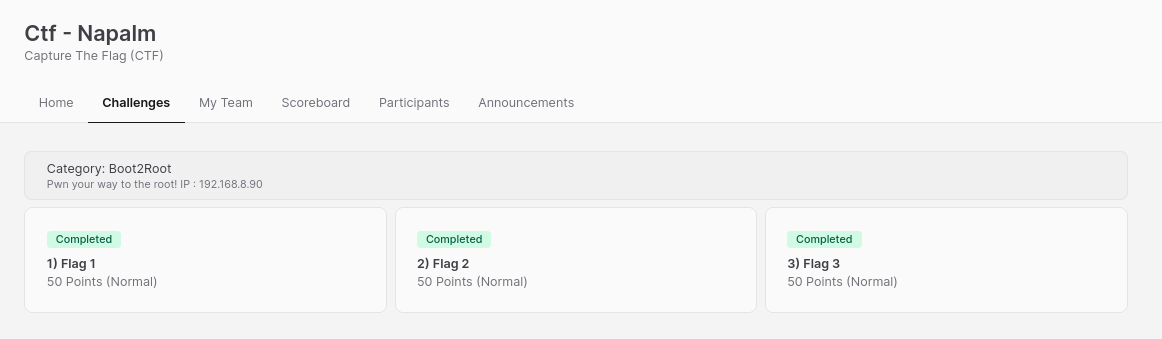 Ctf - Napalm
Capture The Flag (CTF)
Home Challenges My Team Scoreboard Participants Announcements
Category: Boot2Root
Pwn your way to the root! IP : 192.168.8.90
Completed Completed Completed
1) Flag 1 2) Flag 2 3) Flag 3
50 Points (Normal) 50 Points (Normal) 50 Points (Normal)